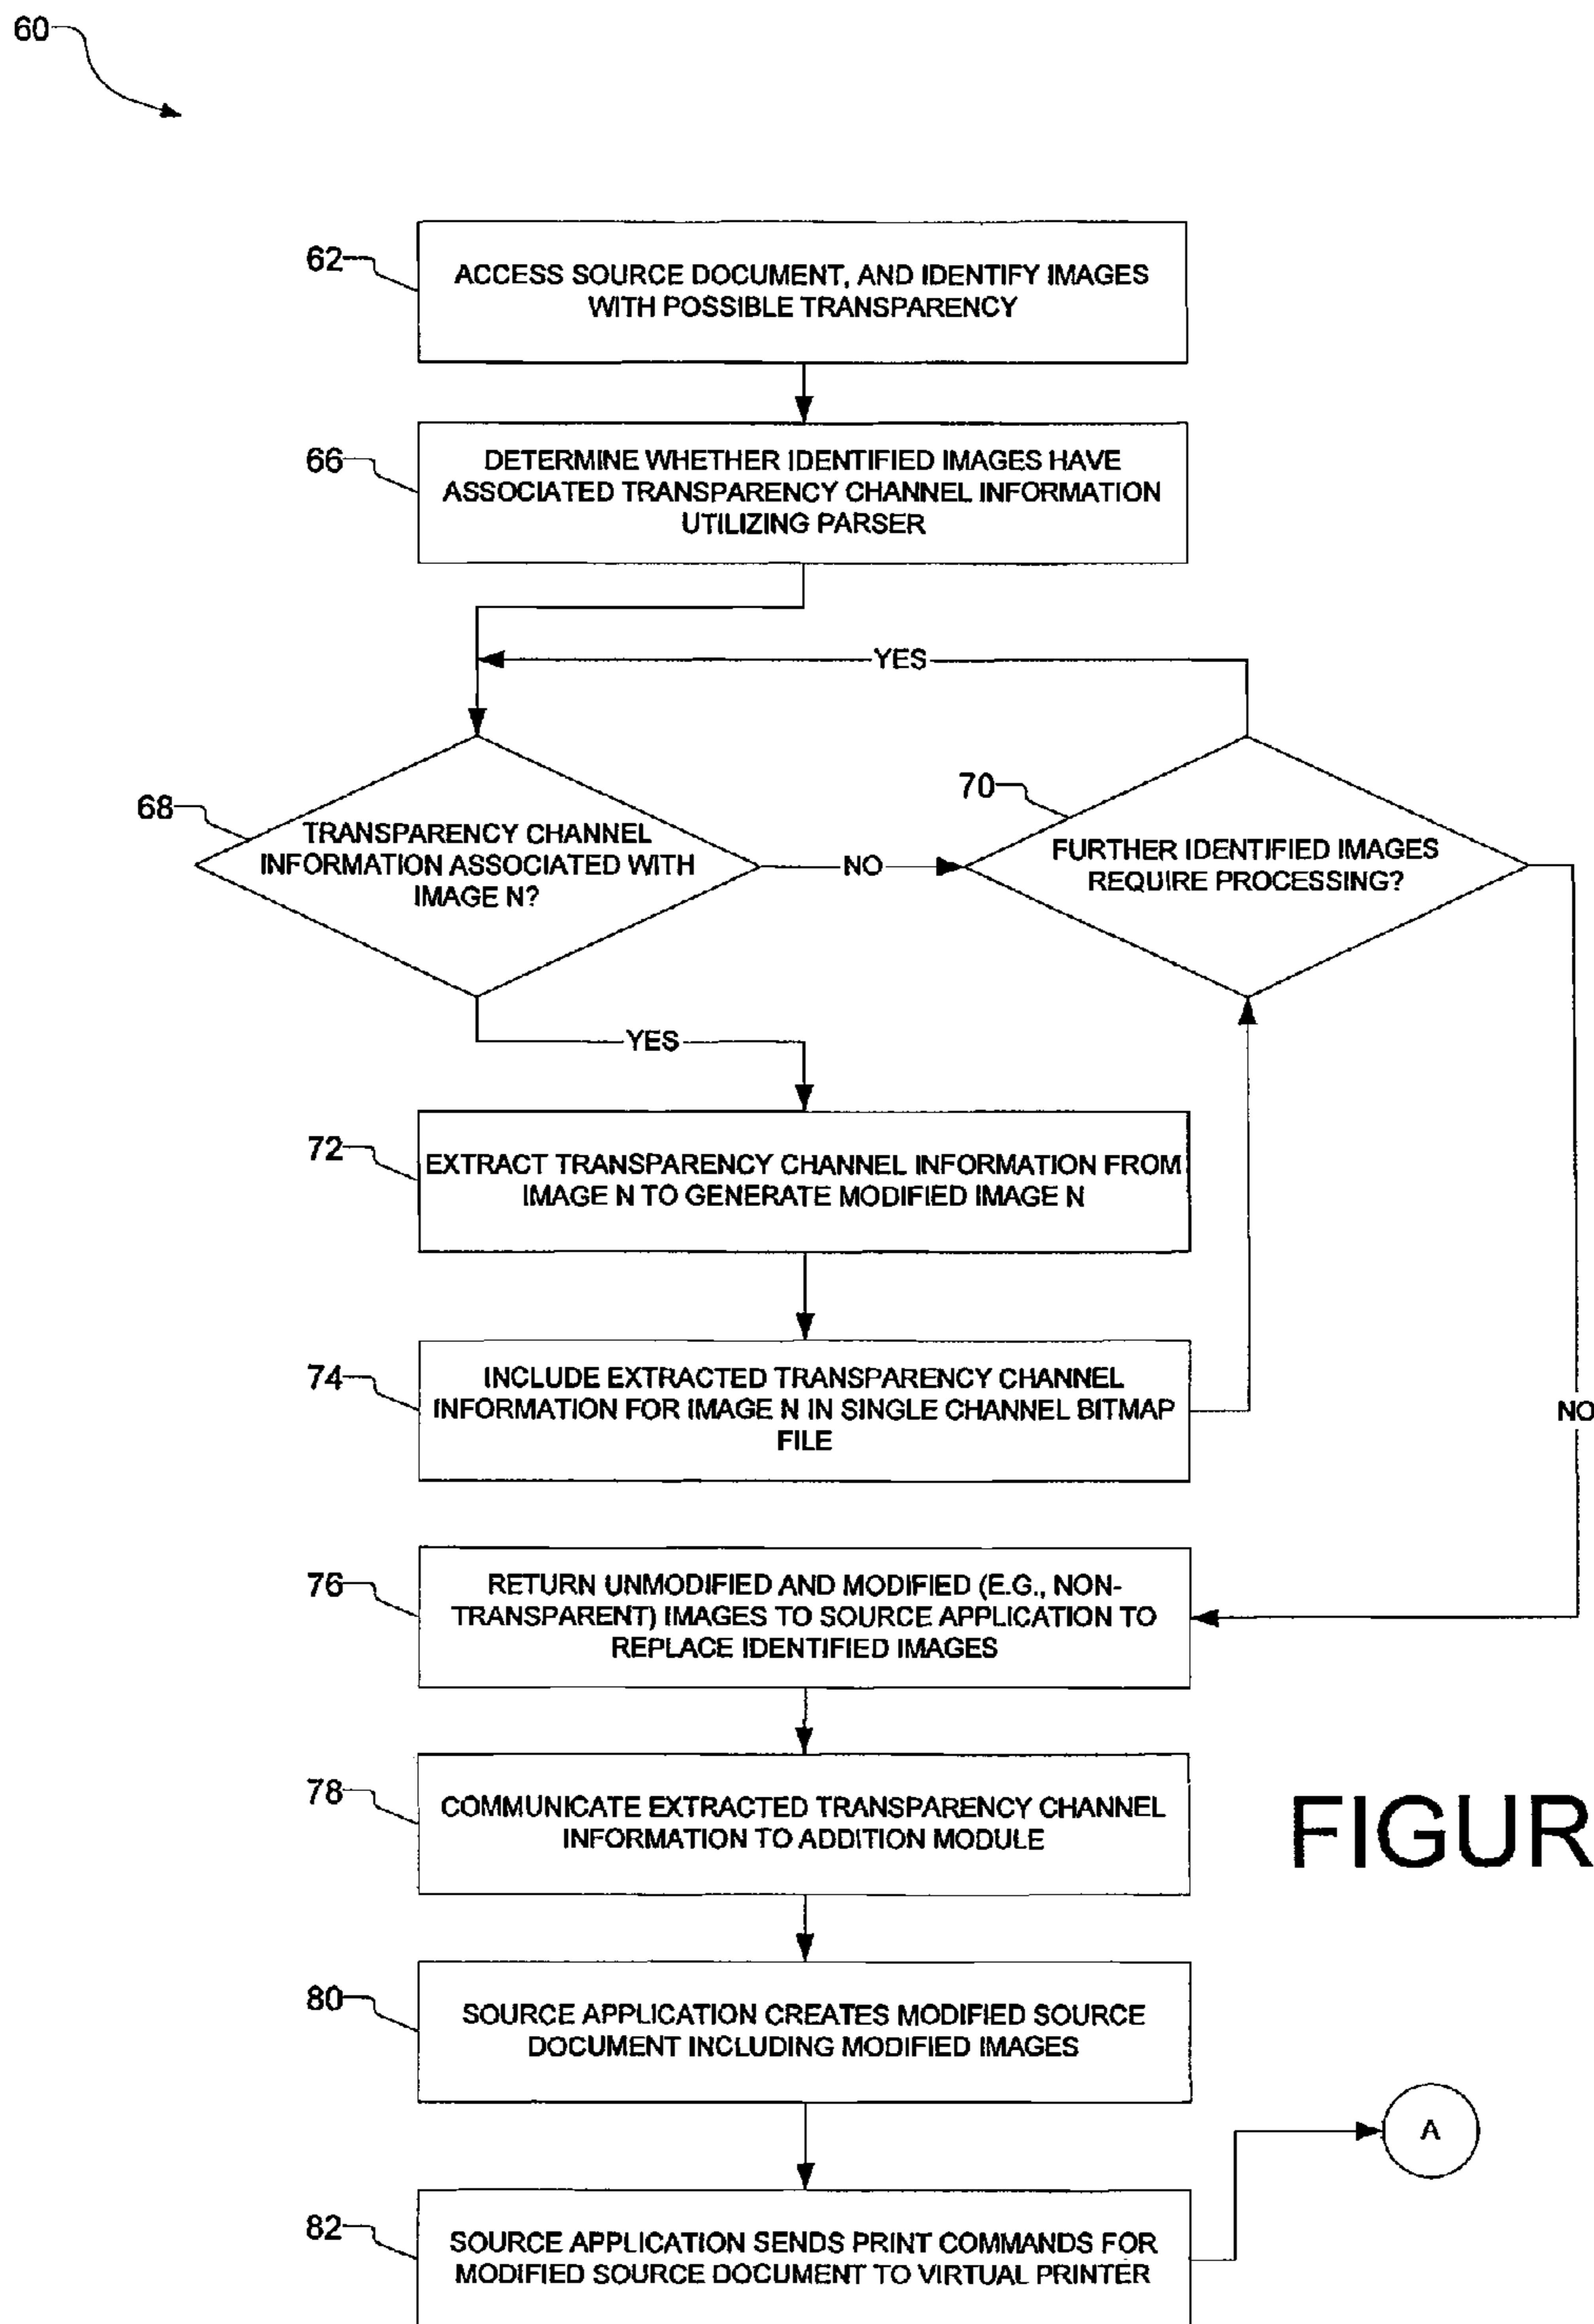 60
62
ACCESS SOURCE DOCUMENT, AND IDENTIFY IMAGES
WITH POSSIBLE TRANSPARENCY
66
DETERMINE WHETHER IDENTIFIED IMAGES HAVE
ASSOCIATED TRANSPARENCY CHANNEL INFORMATION
UTILIZING PARSER
YES
68
TRANSPARENCY CHANNEL
INFORMATION ASSOCIATED WITH
IMAGE N?
NO
70
FURTHER IDENTIFIED IMAGES
REQUIRE PROCESSING?
YES
72
EXTRACT TRANSPARENCY CHANNEL INFORMATION FROM
IMAGE N TO GENERATE MODIFIED IMAGE N
74
INCLUDE EXTRACTED TRANSPARENCY CHANNEL
INFORMATION FOR IMAGE N IN SINGLE CHANNEL BITMAP
FILE
NO
76
RETURN UNMODIFIED AND MODIFIED (E.G., NON-
TRANSPARENT) IMAGES TO SOURCE APPLICATION TO
REPLACE IDENTIFIED IMAGES
78
COMMUNICATE EXTRACTED TRANSPARENCY CHANNEL
INFORMATION TO ADDITION MODULE
FIGUR
80
SOURCE APPLICATION CREATES MODIFIED SOURCE
DOCUMENT INCLUDING MODIFIED IMAGES
A
82
SOURCE APPLICATION SENDS PRINT COMMANDS FOR
MODIFIED SOURCE DOCUMENT TO VIRTUAL PRINTER